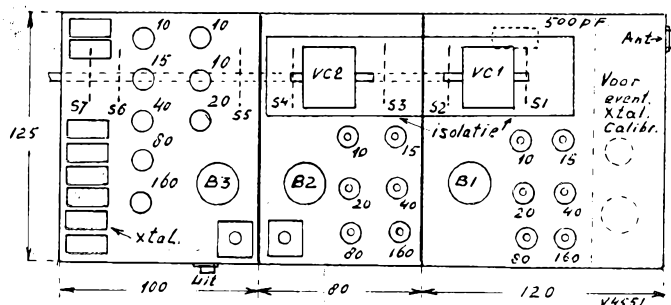 500 pF
Ant
10 10
15 10
VC2 VC1
Voor
event.
Xtal.
Calibr.
S7 S6 S5 S4 S3 S2 S1
40 20
isolatie
125
80
10 15 10 15
160
B3 B2 B1
20 40 20 40
xtal.
80 160 80 160
Uit
100 80 120
V4551